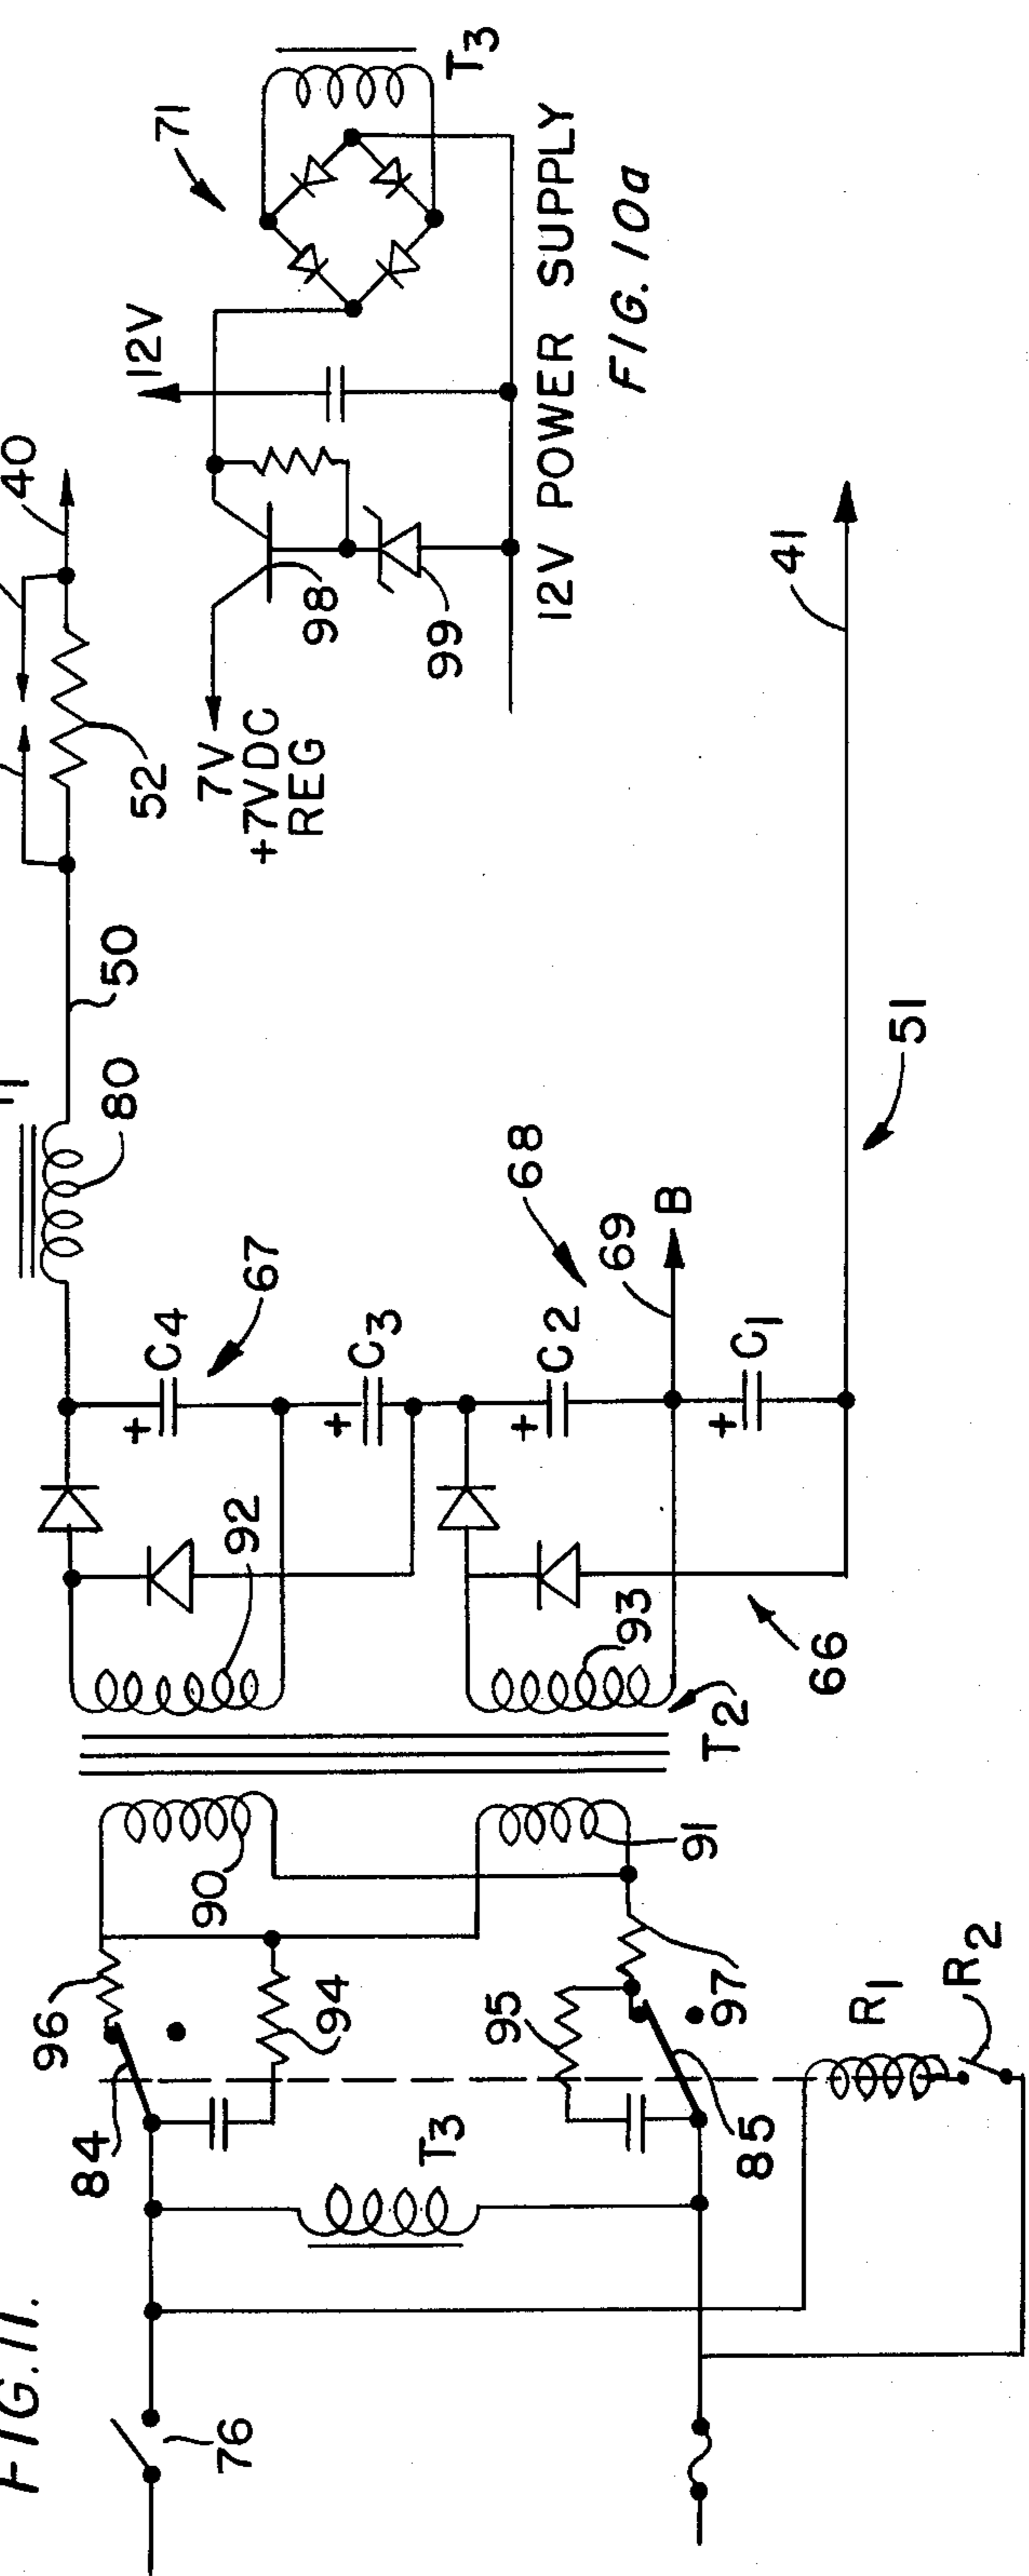 FIG. 11.
76
84
96
90
94
T3
95
85
97
91
R1
R2
T2
92
93
66
C4
67
C3
C2
68
69
B
C1
51
80
50
52
40
41
7V
+7VDC
REG
98
99
12V
71
T3
12V POWER SUPPLY
FIG. 10a